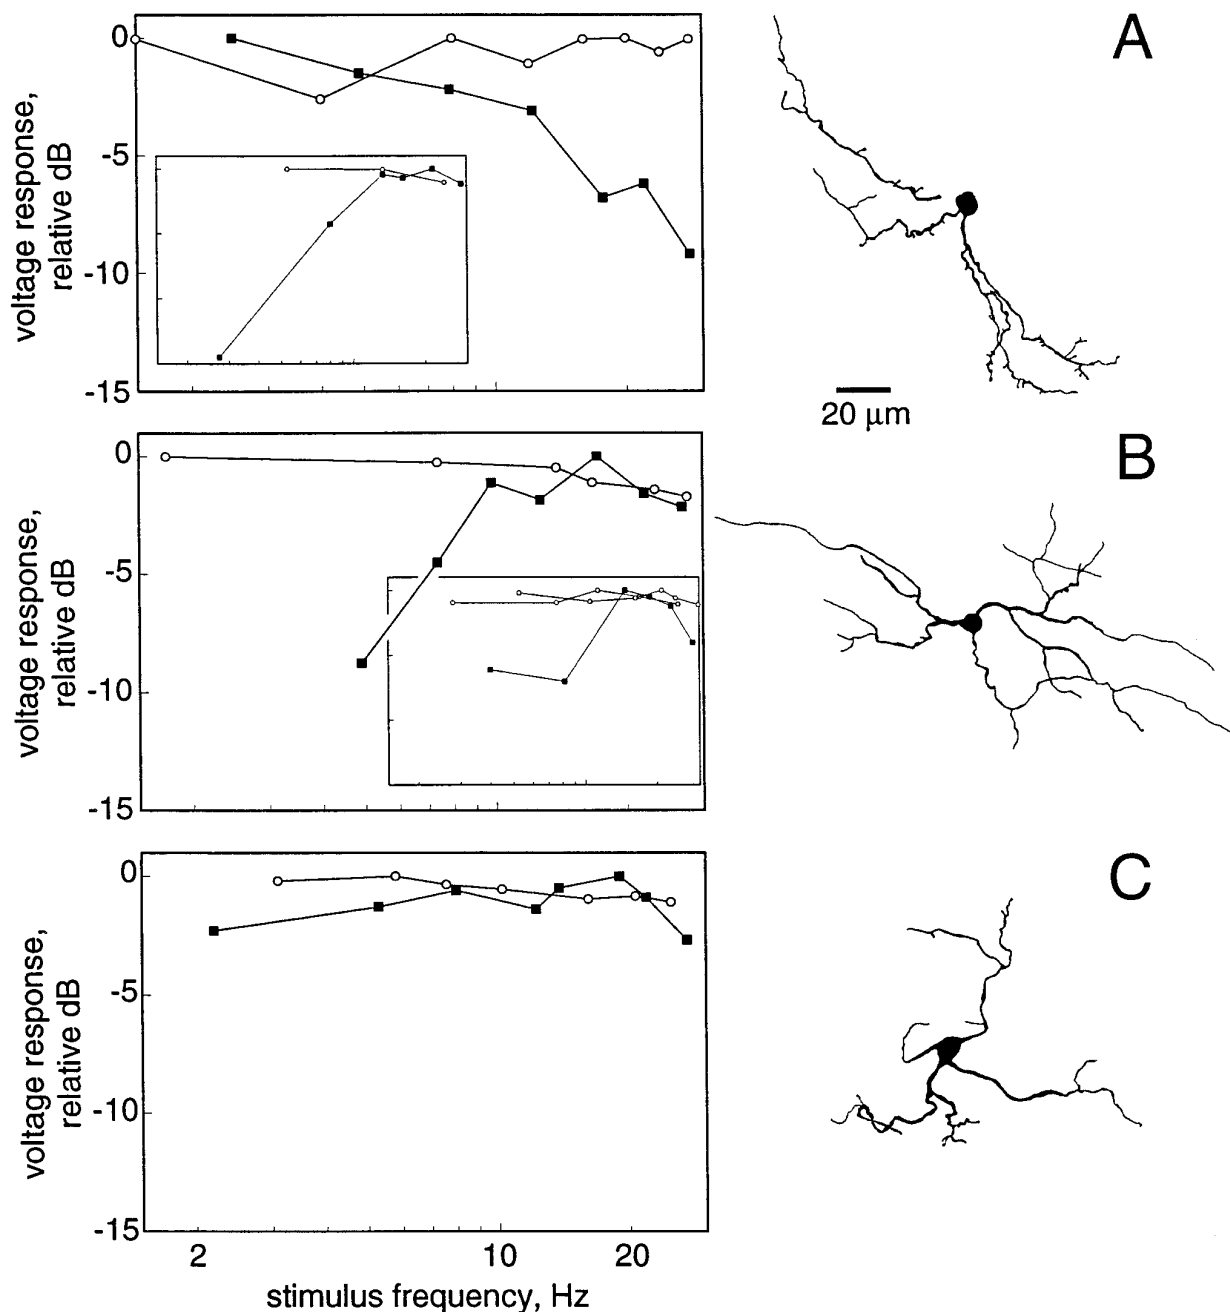 A
voltage response,
relative dB
0
-5
-10
-15
20 μm
B
voltage response,
relative dB
0
-5
-10
-15
C
voltage response,
relative dB
0
-5
-10
-15
2 10 20
stimulus frequency, Hz